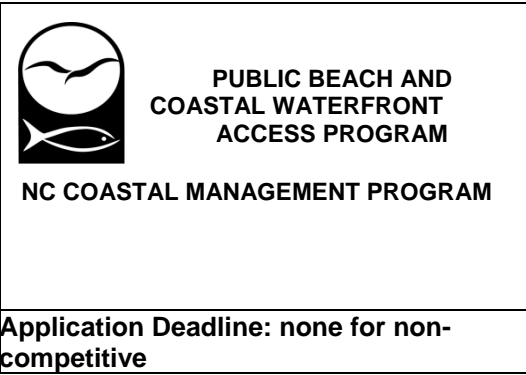 PUBLIC BEACH AND
COASTAL WATERFRONT
ACCESS PROGRAM
NC COASTAL MANAGEMENT PROGRAM
Application Deadline: none for non-
competitive